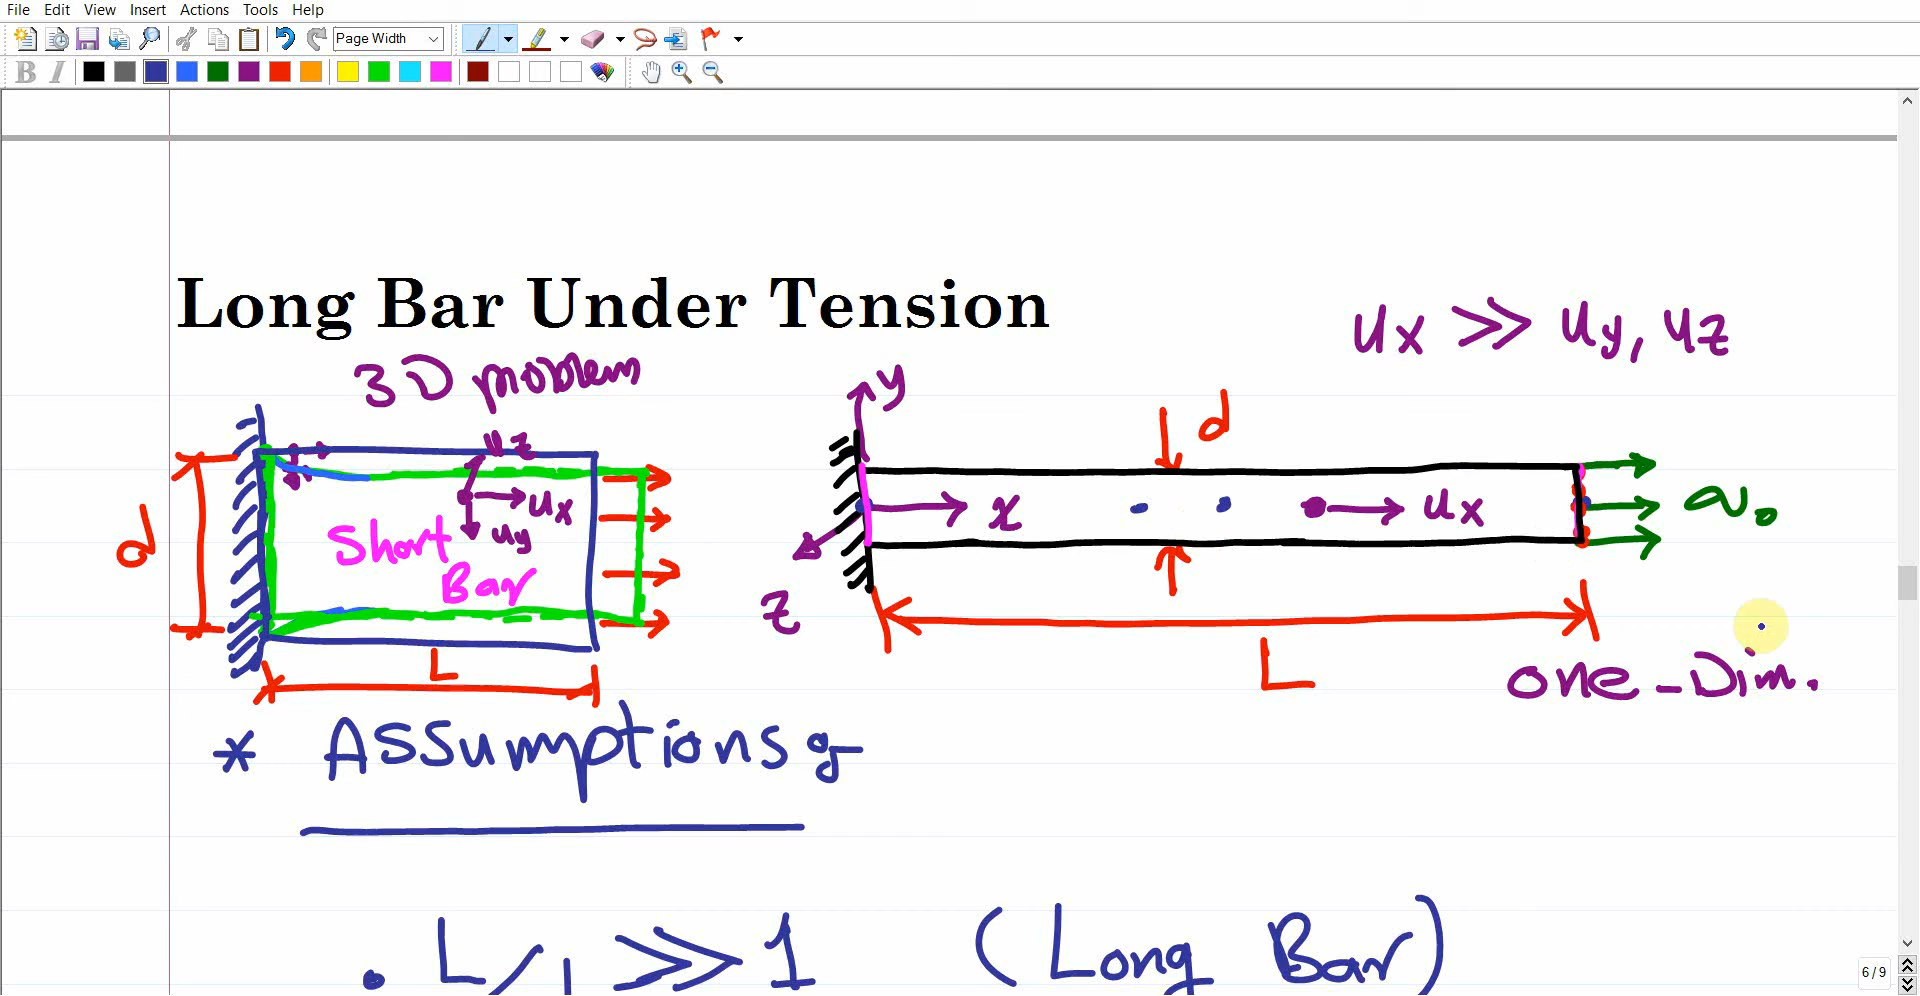 File Edit View Insert Actions Tools Help
Page Width
B I
Long Bar Under Tension
ux >> uy, uz
3D problem
y
d
uz
ux
uy
x
ux
d
Short
Bar
z
L
L
one-Dim.
* Assumptions
• L/d >> 1 (Long Bar)
6 / 9